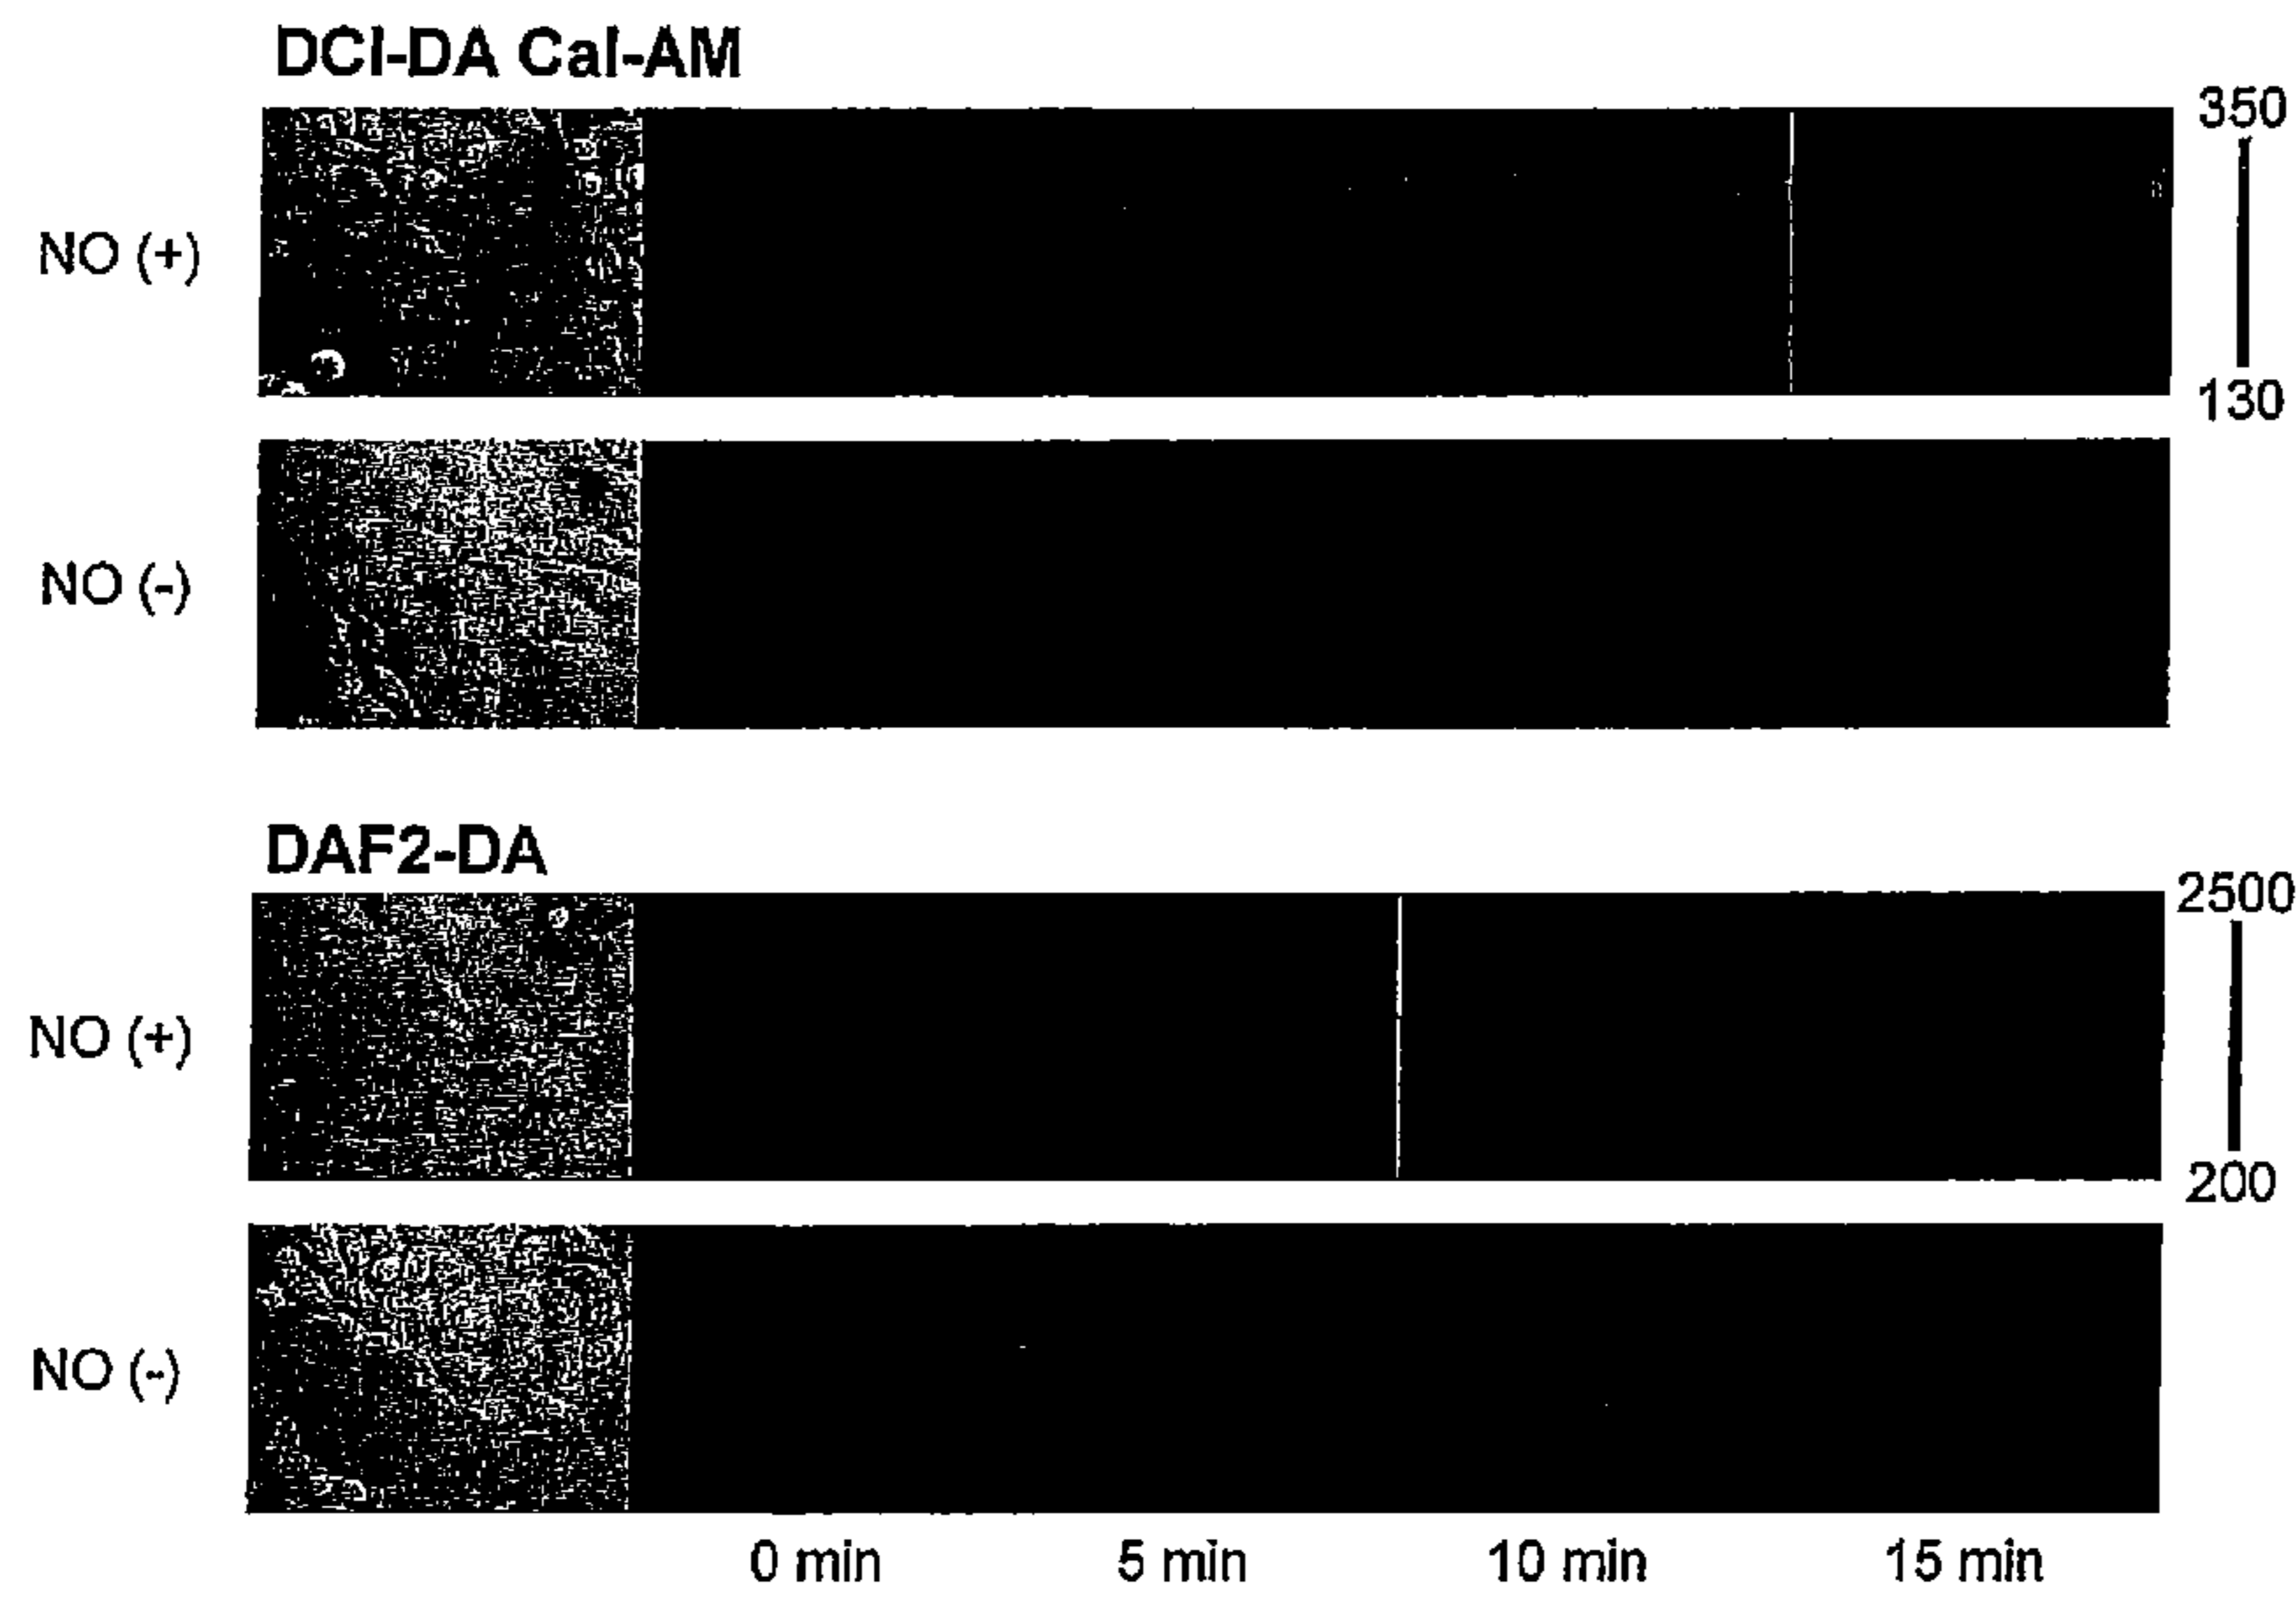 DCI-DA Cal-AM
350
NO (+)
130
NO (-)
DAF2-DA
2500
NO (+)
200
NO (-)
0 min 5 min 10 min 15 min